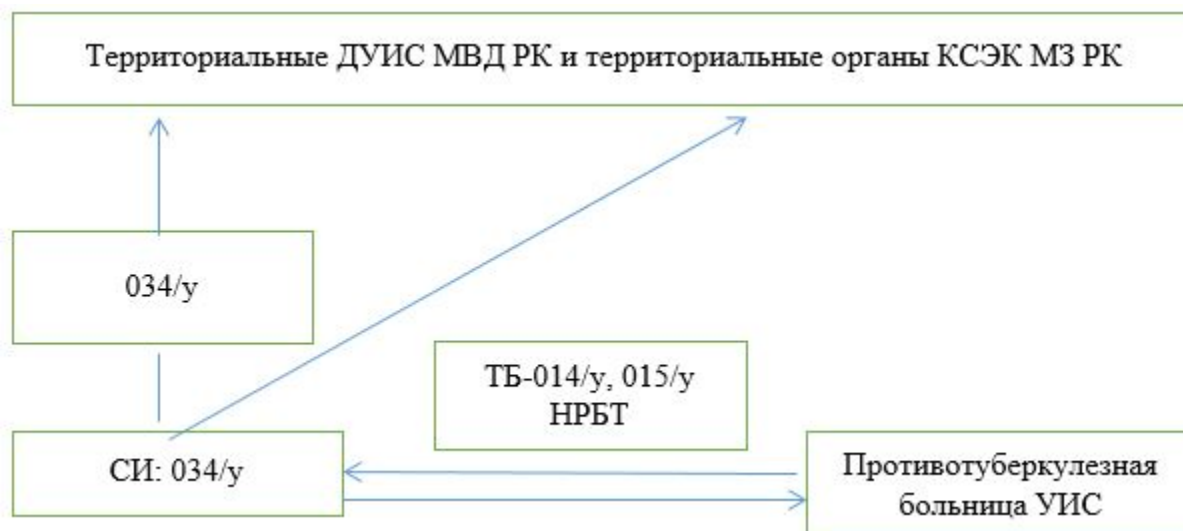 Территориальные ДУИС МВД РК и территориальные органы КСЭК МЗ РК
034/у
ТБ-014/у, 015/у
НРБТ
СИ: 034/у
Противотуберкулезная
больница УИС